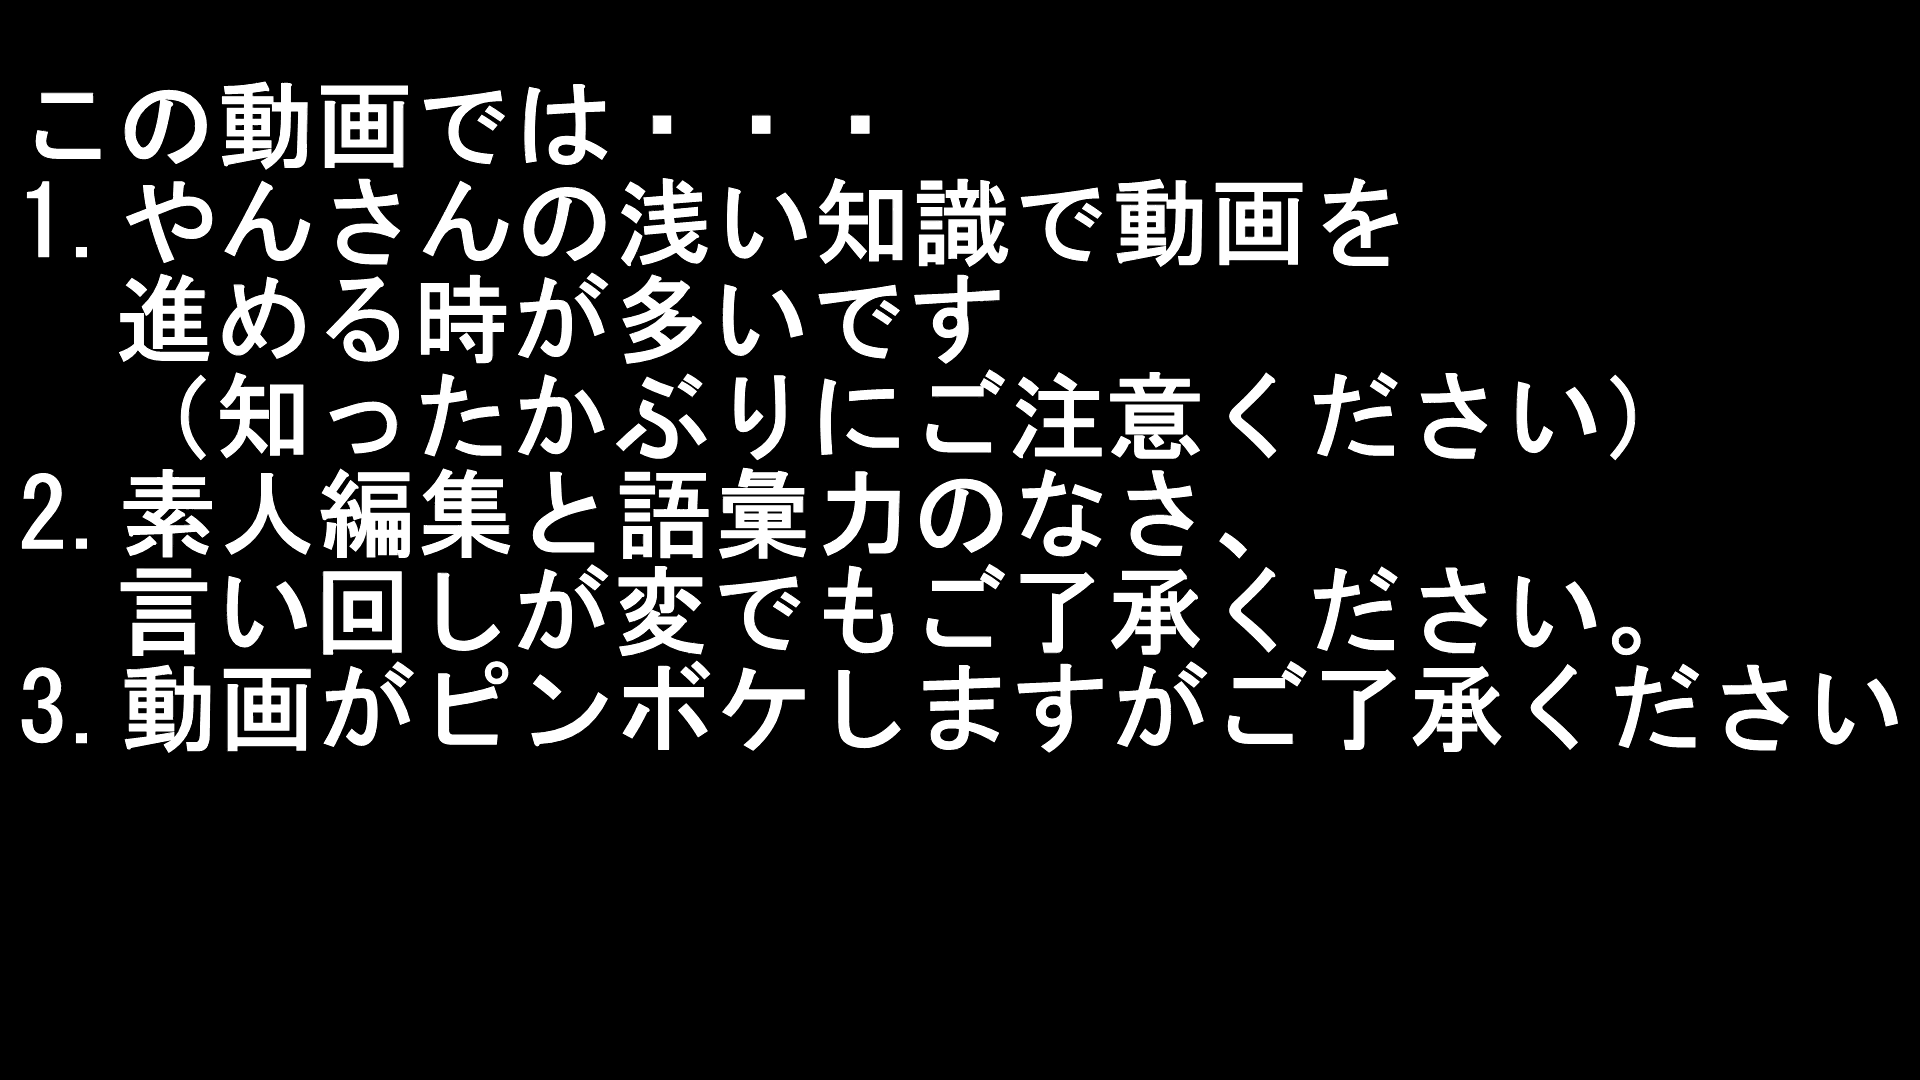 この動画では・・・
1.やんさんの浅い知識で動画を
進める時が多いです
（知ったかぶりにご注意ください）
2.素人編集と語彙力のなさ、
言い回しが変でもご了承ください。
3.動画がピンボケしますがご了承ください